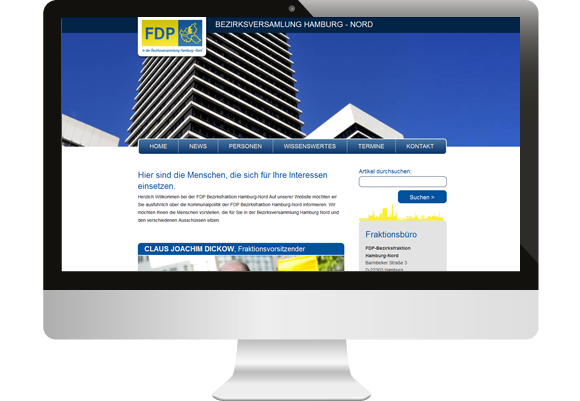 BEZIRKSVERSAMLUNG HAMBURG - NORD
FDP
in der Bezirksversammlung Hamburg-Nord
HOME NEWS PERSONEN WISSENSWERTES TERMINE KONTAKT
Hier sind die Menschen, die sich für Ihre Interessen
einsetzen.
Herzlich Willkommen bei der FDP Bezirksfraktion Hamburg-Nord Auf unserer Website möchten wir
Sie ausführlich über die Kommunalpolitik der FDP Bezirksfraktion Hamburg-Nord informieren. Wir
möchten Ihnen die Menschen vorstellen, die für Sie in der Bezirksversammlung Hamburg Nord und
den verschiedenen Ausschüssen sitzen.
CLAUS JOACHIM DICKOW, Fraktionsvorsitzender
Artikel durchsuchen:
Suchen »
Fraktionsbüro
FDP-Bezirksfraktion
Hamburg-Nord
Barmbeker Straße 3
D-22303 Hamburg